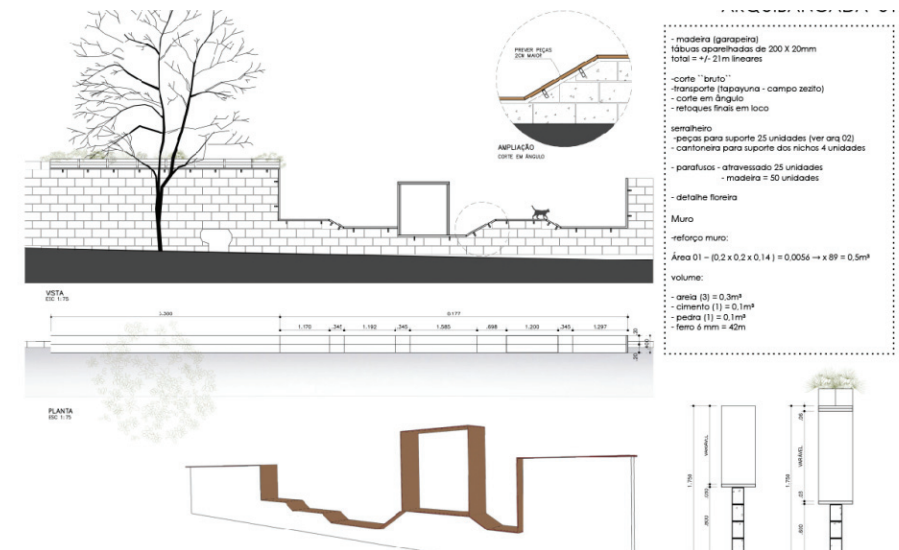 - madeira (garapeira)
tábuas aparelhadas de 200 X 20mm
total = +/- 21m lineares
-corte ``bruto``
-transporte (tapayuna - campo zezito)
- corte em ângulo
- retoques finais em loco
serralheiro
-peças para suporte 25 unidades (ver arq 02)
- cantoneira para suporte dos nichos 4 unidades
- parafusos - atravessado 25 unidades
- madeira = 50 unidades
- detalhe floreira
Muro
-reforço muro:
Área 01 – (0,2 x 0,2 x 0,14 ) = 0,0056 → x 89 = 0,5m³
volume:
- areia (3) = 0,3m³
- cimento (1) = 0,1m³
- pedra (1) = 0,1m³
- ferro 6 mm = 42m
PREVER PEÇAS
2CM MAIOR
AMPLIAÇÃO
CORTE EM ÂNGULO
VISTA
ESC 1:75
1.170 .345 1.192 .345 1.585 .698 1.200 .345 1.297
PLANTA
ESC 1:75
1.750
1.750
VARIÁVEL